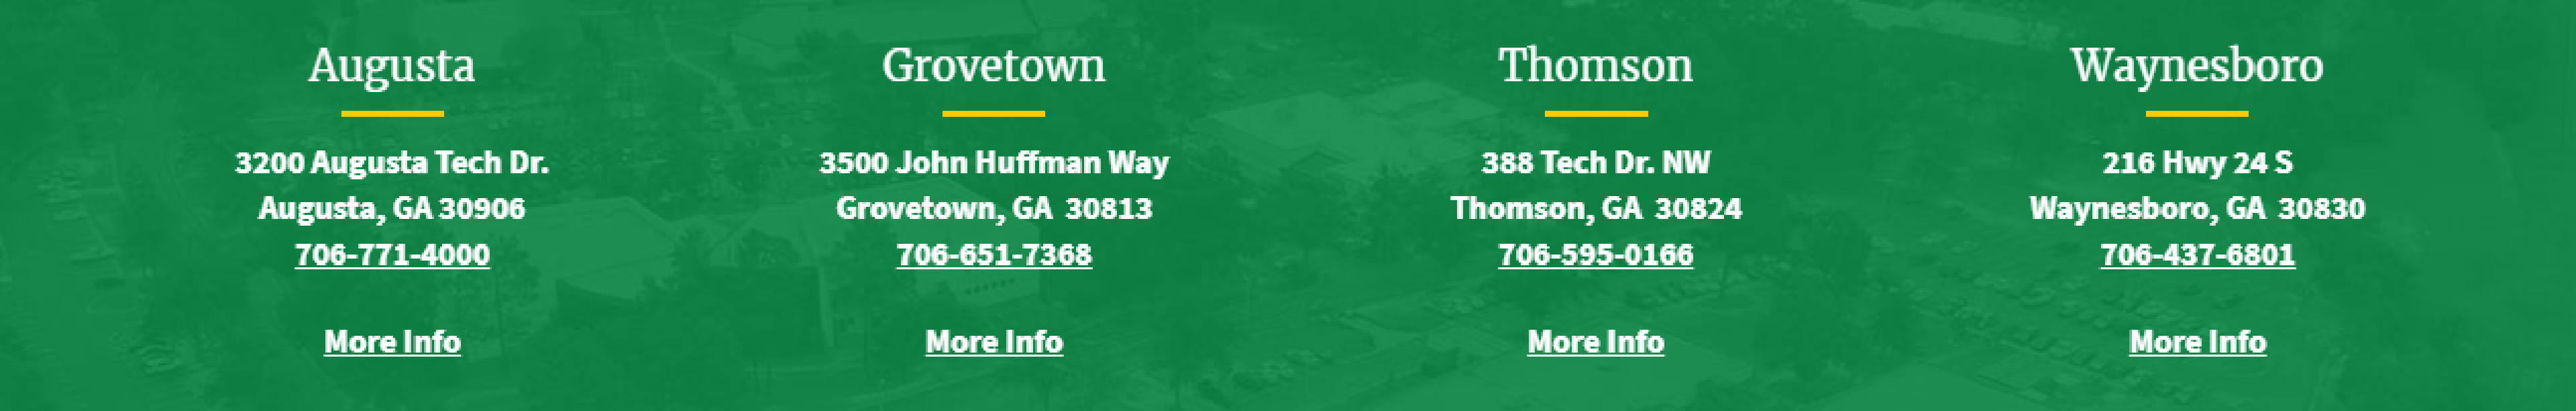 Augusta
3200 Augusta Tech Dr.
Augusta, GA 30906
706-771-4000
More Info
Grovetown
3500 John Huffman Way
Grovetown, GA  30813
706-651-7368
More Info
Thomson
388 Tech Dr. NW
Thomson, GA  30824
706-595-0166
More Info
Waynesboro
216 Hwy 24 S
Waynesboro, GA  30830
706-437-6801
More Info